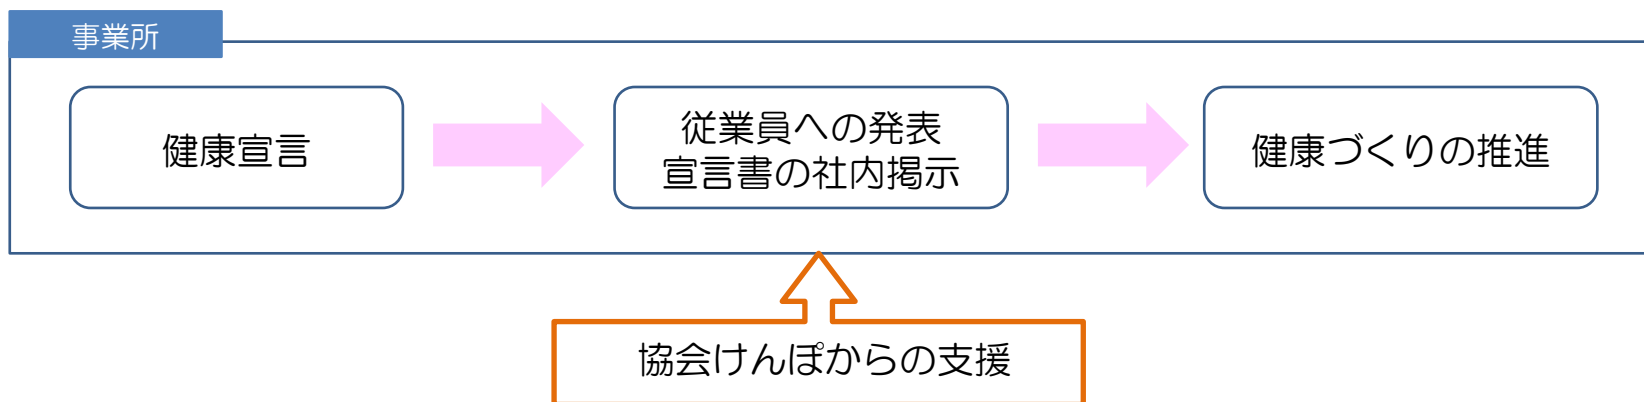 事業所
健康宣言
従業員への発表
宣言書の社内掲示
健康づくりの推進
協会けんぽからの支援